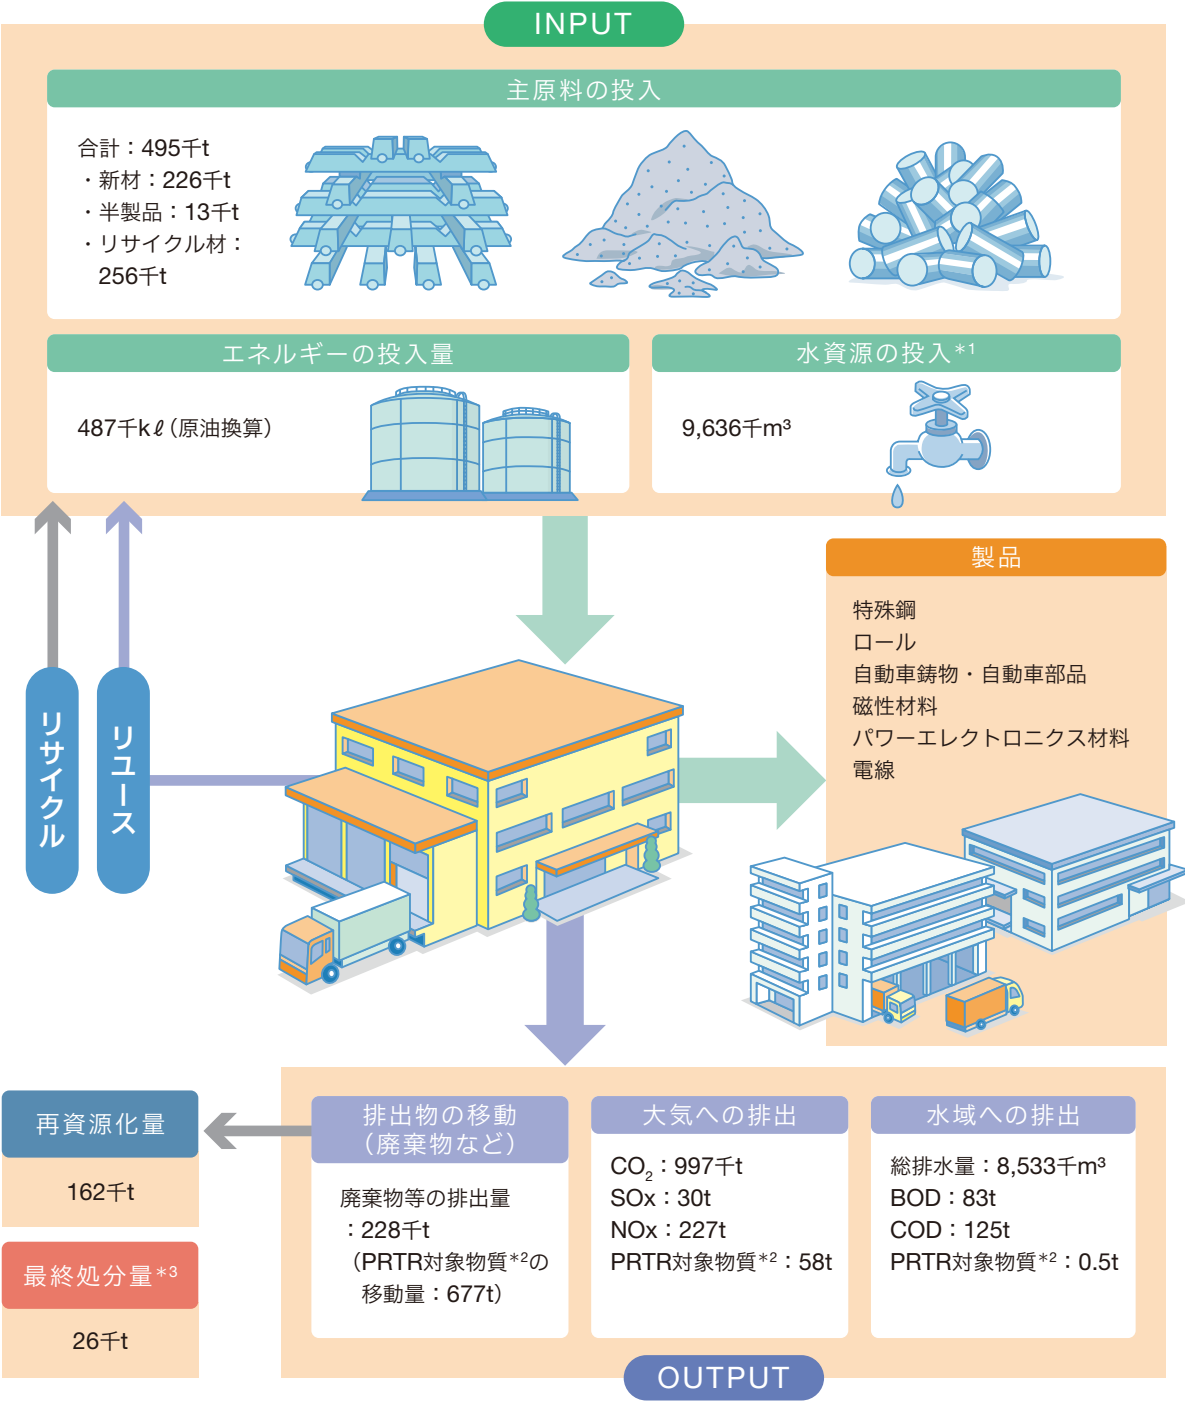 INPUT
主原料の投入
合計：495千t
・新材：226千t
・半製品：13千t
・リサイクル材：
256千t
エネルギーの投入量
487千kℓ（原油換算）
水資源の投入＊1
9,636千m³
リサイクル
リユース
製品
特殊鋼
ロール
自動車鋳物・自動車部品
磁性材料
パワーエレクトロニクス材料
電線
再資源化量
162千t
最終処分量＊3
26千t
排出物の移動
（廃棄物など）
廃棄物等の排出量
：228千t
（PRTR対象物質＊2の
移動量：677t）
大気への排出
CO₂：997千t
SOx：30t
NOx：227t
PRTR対象物質＊2：58t
水域への排出
総排水量：8,533千m³
BOD：83t
COD：125t
PRTR対象物質＊2：0.5t
OUTPUT